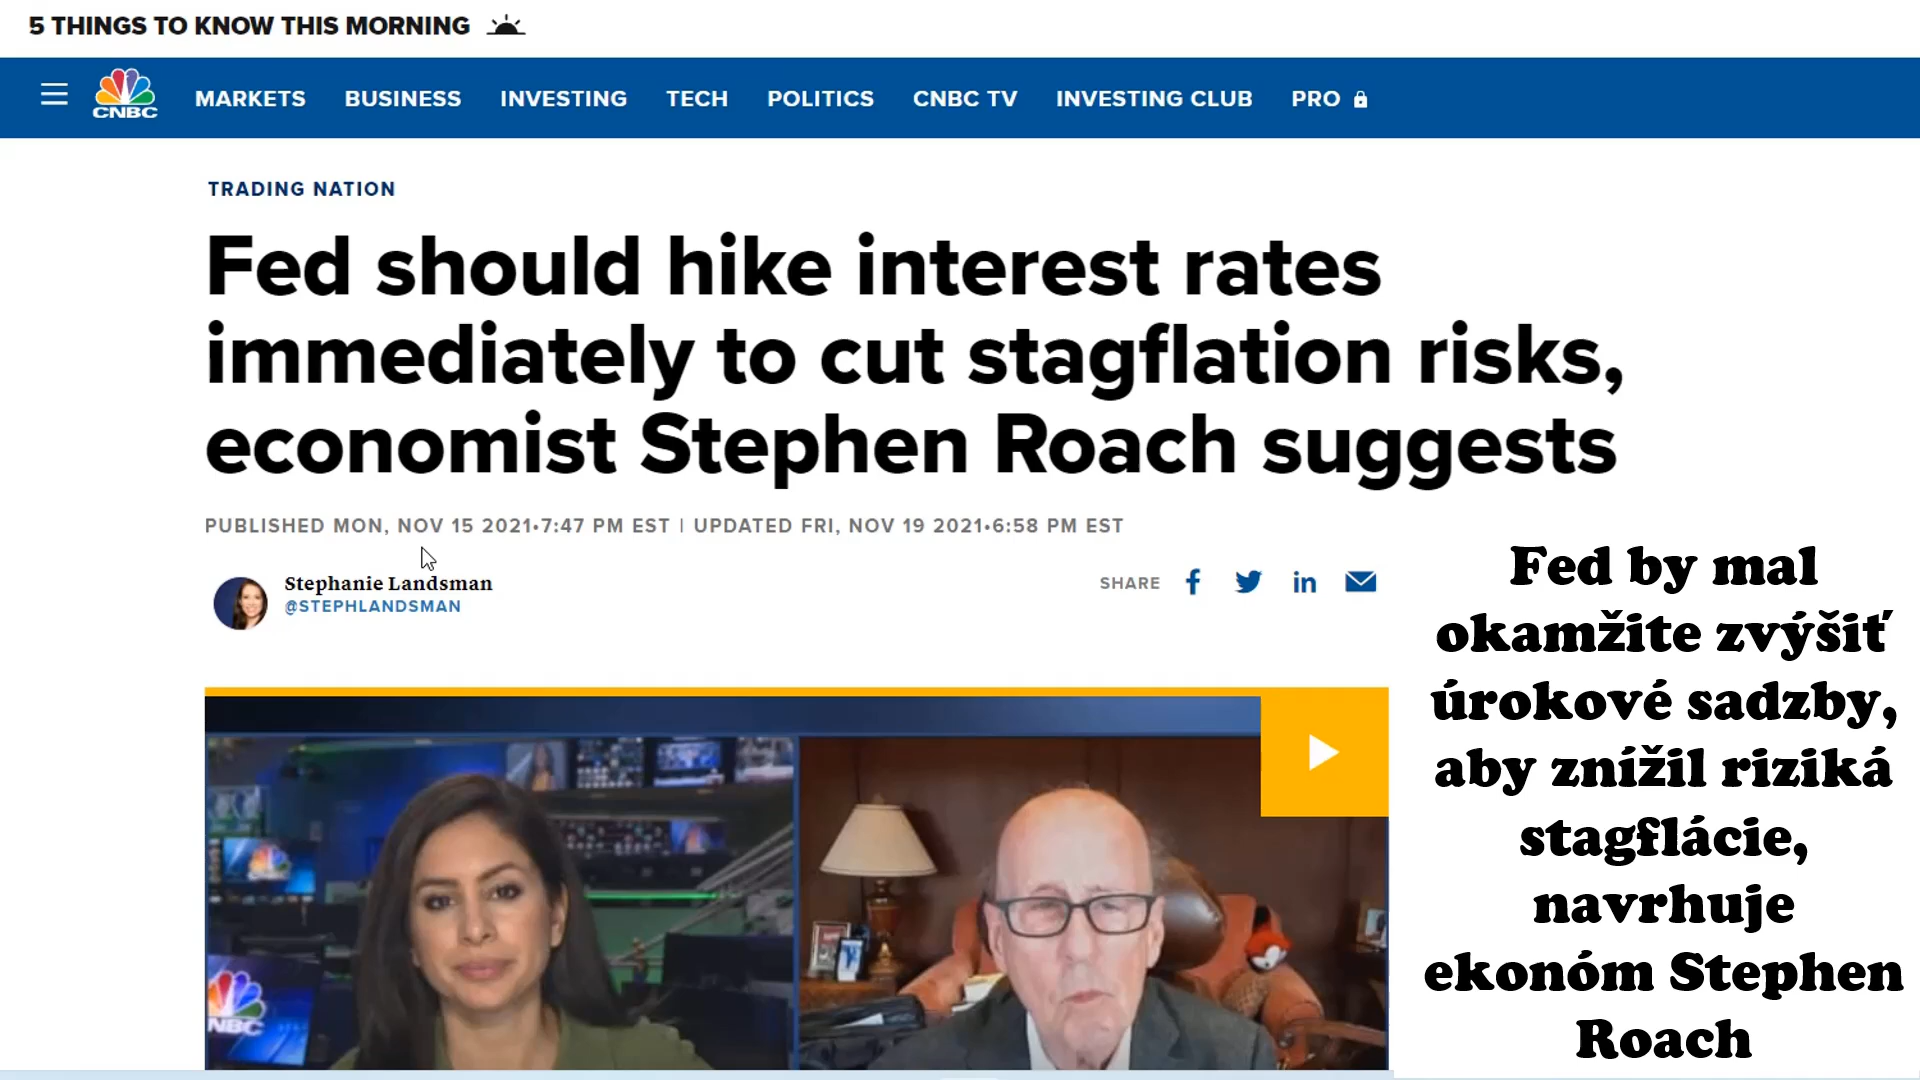 5 THINGS TO KNOW THIS MORNING
CNBC
MARKETS BUSINESS INVESTING TECH POLITICS CNBC TV INVESTING CLUB PRO
TRADING NATION
Fed should hike interest rates
immediately to cut stagflation risks,
economist Stephen Roach suggests
PUBLISHED MON, NOV 15 2021•7:47 PM EST | UPDATED FRI, NOV 19 2021•6:58 PM EST
Stephanie Landsman
@STEPHLANDSMAN
SHARE
NBC
Fed by mal
okamžite zvýšiť
úrokové sadzby,
aby znížil riziká
stagflácie,
navrhuje
ekonóm Stephen
Roach